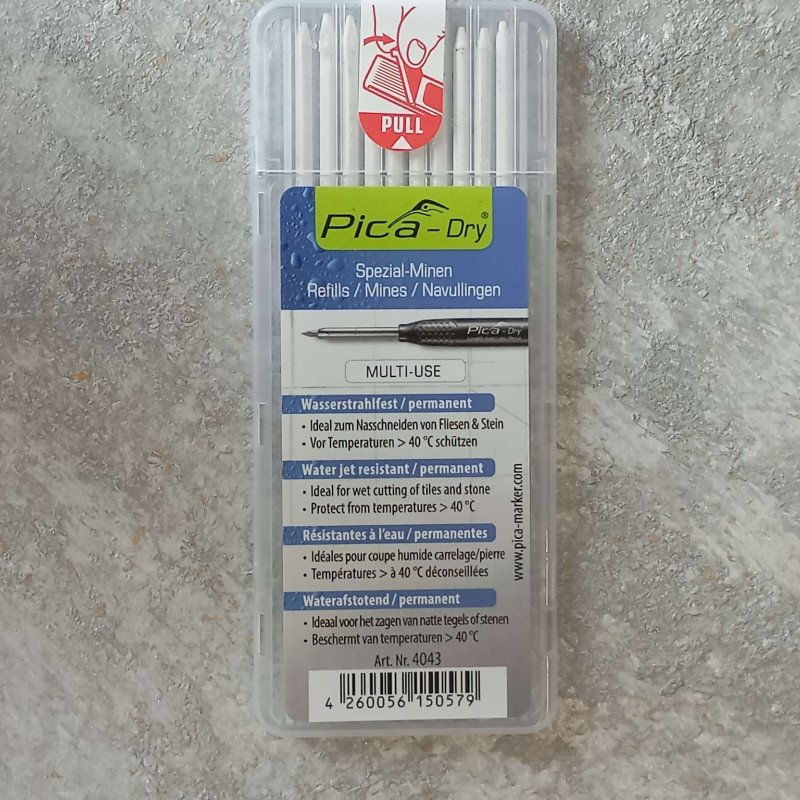 PULL
Pica-Dry®
Spezial-Minen
Refills / Mines / Navullingen
Pica-Dry
MULTI-USE
Wasserstrahlfest / permanent
• Ideal zum Nasschneiden von Fliesen & Stein
• Vor Temperaturen > 40 °C schützen
Water jet resistant / permanent
• Ideal for wet cutting of tiles and stone
• Protect from temperatures > 40 °C
Résistantes à l'eau / permanentes
• Idéales pour coupe humide carrelage/pierre
• Températures > à 40 °C déconseillées
Waterafstotend / permanent
• Ideaal voor het zagen van natte tegels of stenen
• Beschermt van temperaturen > 40 °C
www.pica-marker.com
Art. Nr. 4043
4 260056 150579